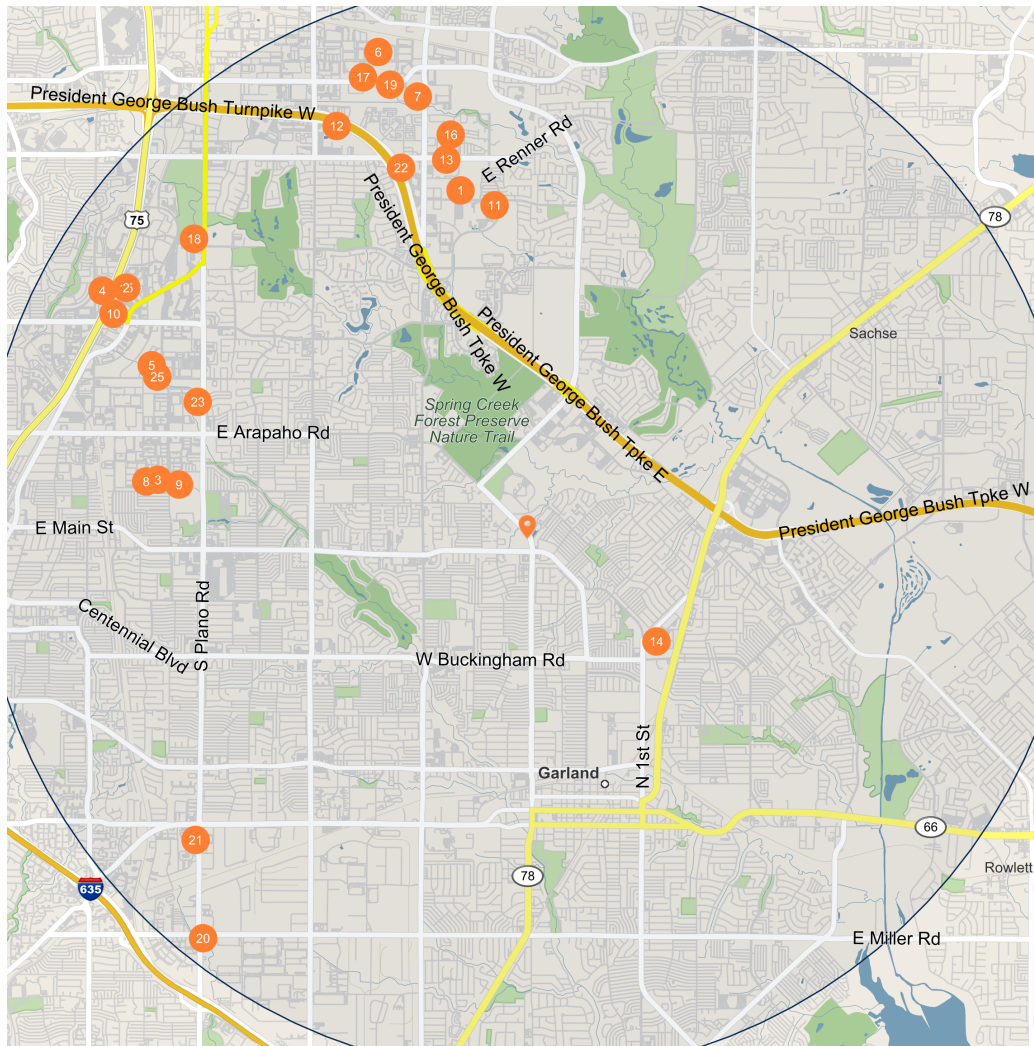 6
17
19
7
President George Bush Turnpike W
12
16
E Renner Rd
13
22
1
11
President George Bush Tpke W
75
78
18
4
10
President George Bush Tpke E
Sachse
5
25
23
Spring Creek
Forest Preserve
Nature Trail
E Arapaho Rd
8
3
9
E Main St
President George Bush Tpke W
S Plano Rd
Centennial Blvd
14
W Buckingham Rd
N 1st St
Garland
21
66
Rowlett
78
635
20
E Miller Rd